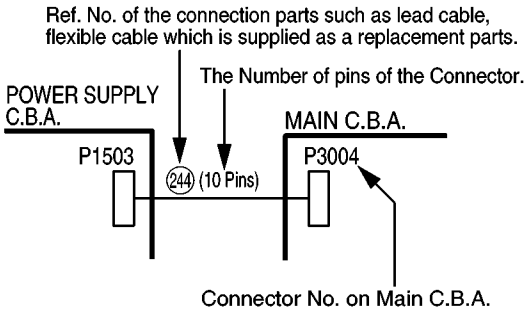 Ref. No. of the connection parts such as lead cable,
flexible cable which is supplied as a replacement parts.
The Number of pins of the Connector.
POWER SUPPLY
C.B.A.
MAIN C.B.A.
P1503
244 (10 Pins)
P3004
Connector No. on Main C.B.A.